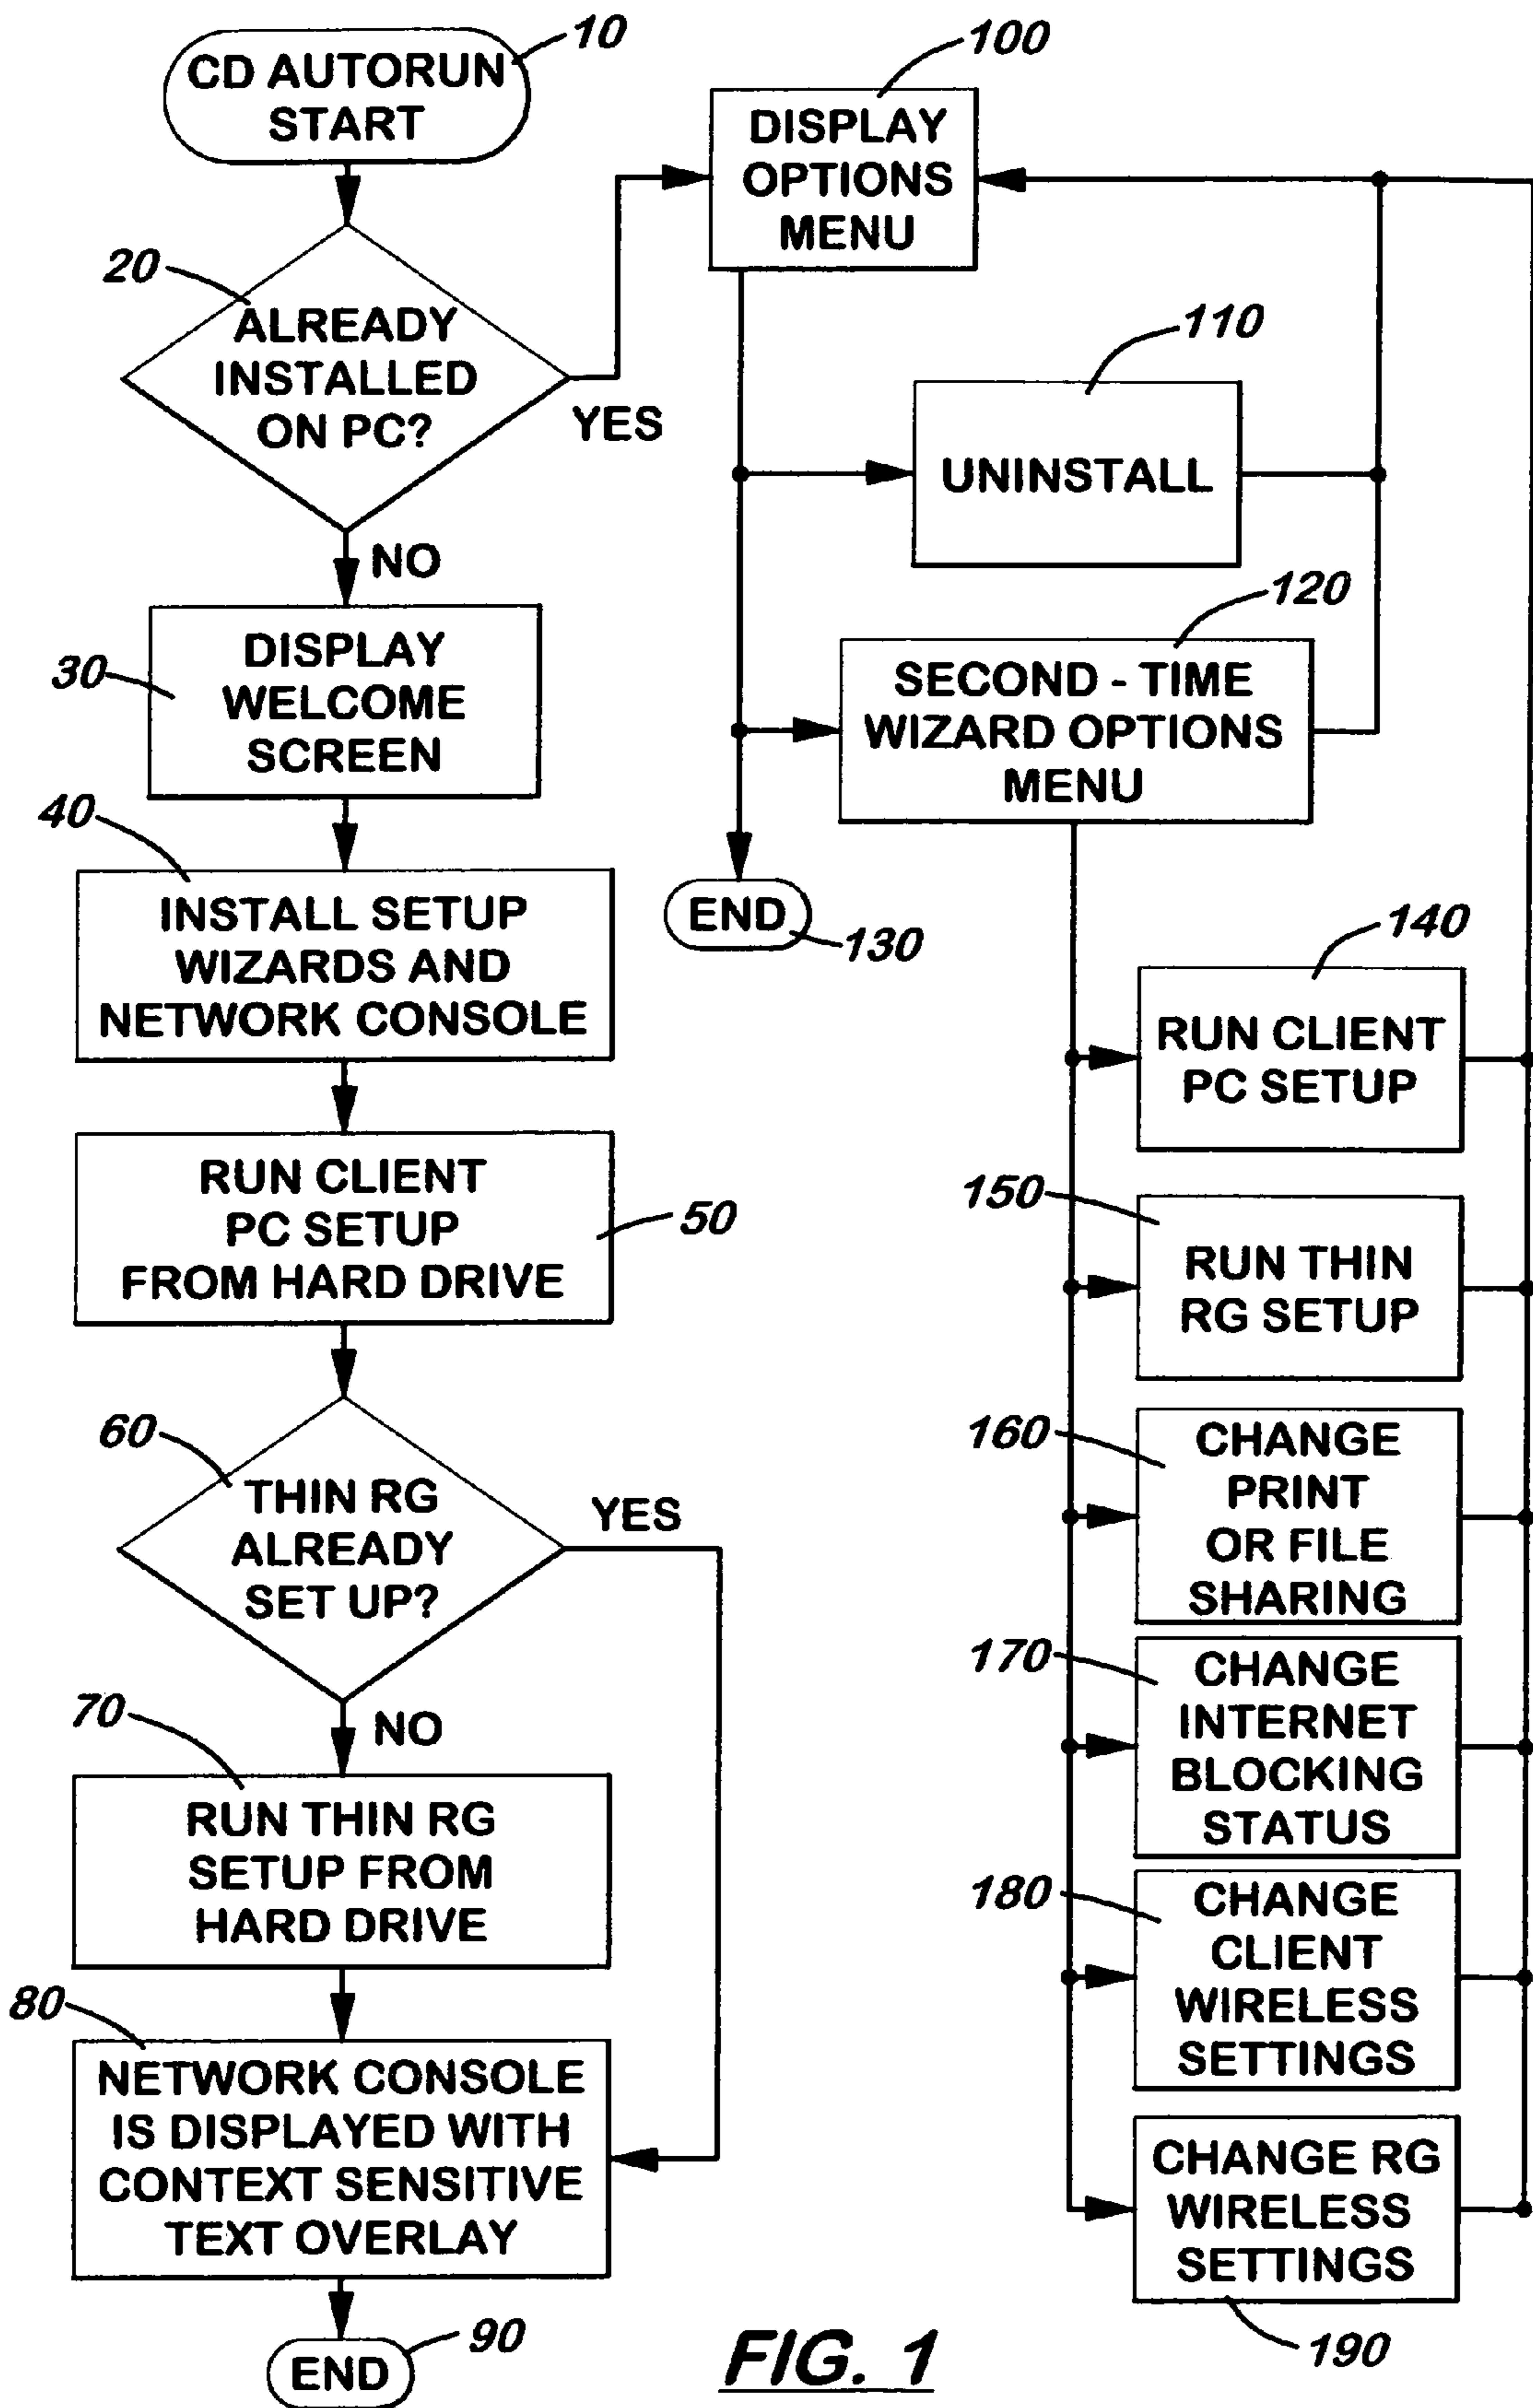 10
CD AUTORUN
START
20
ALREADY
INSTALLED
ON PC?
YES
NO
30
DISPLAY
WELCOME
SCREEN
40
INSTALL SETUP
WIZARDS AND
NETWORK CONSOLE
RUN CLIENT
PC SETUP
FROM HARD DRIVE
50
60
THIN RG
ALREADY
SET UP?
YES
NO
70
RUN THIN RG
SETUP FROM
HARD DRIVE
80
NETWORK CONSOLE
IS DISPLAYED WITH
CONTEXT SENSITIVE
TEXT OVERLAY
END
90
100
DISPLAY
OPTIONS
MENU
110
UNINSTALL
120
SECOND - TIME
WIZARD OPTIONS
MENU
END
130
140
RUN CLIENT
PC SETUP
150
RUN THIN
RG SETUP
160
CHANGE
PRINT
OR FILE
SHARING
170
CHANGE
INTERNET
BLOCKING
STATUS
180
CHANGE
CLIENT
WIRELESS
SETTINGS
CHANGE RG
WIRELESS
SETTINGS
190
FIG. 1